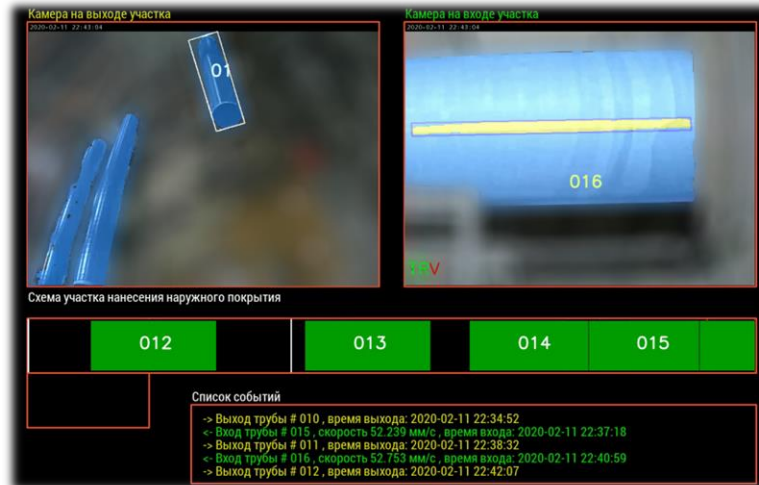 Камера на выходе участка
Камера на входе участка
2020-02-11 22:43:04
2020-02-11 22:43:04
01
016
Схема участка нанесения наружного покрытия
012
013
014
015
Список событий
-> Выход трубы # 010 , время выхода: 2020-02-11 22:34:52
<- Вход трубы # 015 , скорость 52.239 мм/с , время входа: 2020-02-11 22:37:18
-> Выход трубы # 011 , время выхода: 2020-02-11 22:38:32
<- Вход трубы # 016 , скорость 52.753 мм/с , время входа: 2020-02-11 22:40:59
-> Выход трубы # 012 , время выхода: 2020-02-11 22:42:07